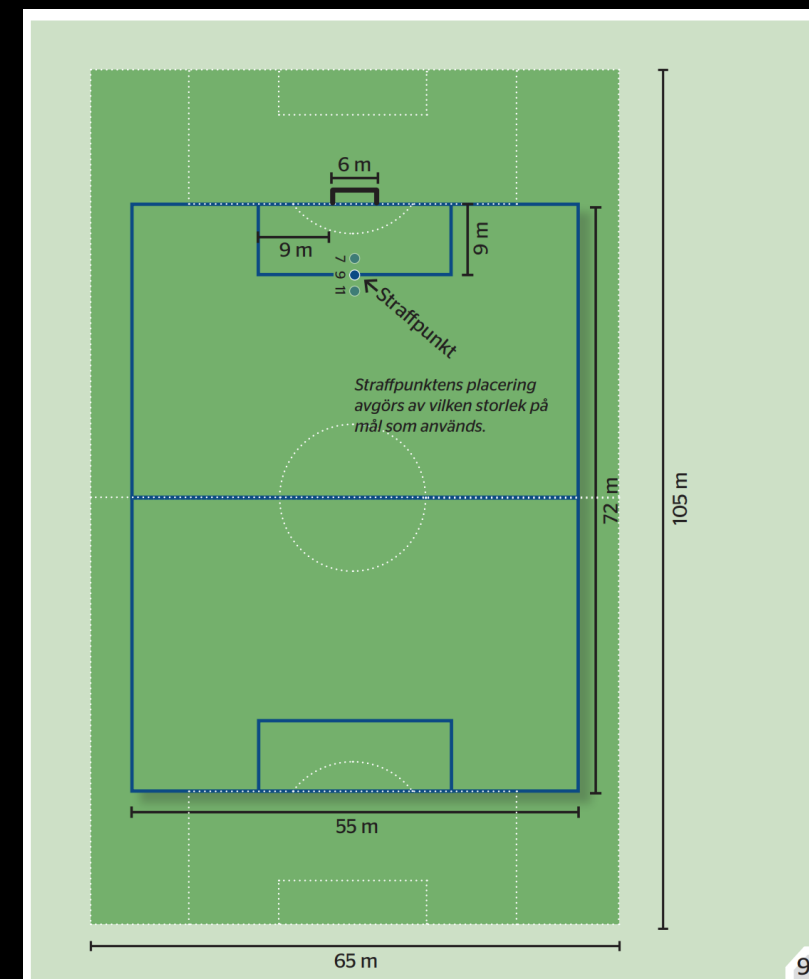 6 m
9 m
9 m
7
9
11
Straffpunkt
Straffpunktens placering
avgörs av vilken storlek på
mål som används.
72 m
105 m
55 m
65 m
9